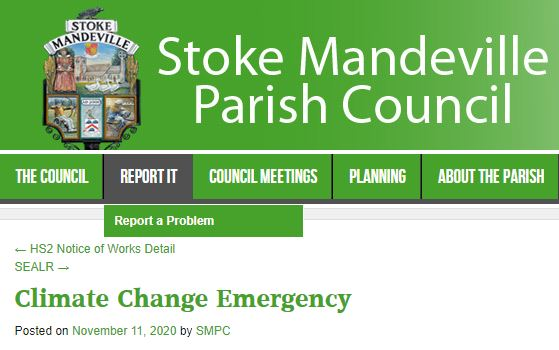 STOKE
MANDEVILLE
Stoke Mandeville
Parish Council
THE COUNCIL REPORT IT COUNCIL MEETINGS PLANNING ABOUT THE PARISH
Report a Problem
← HS2 Notice of Works Detail
SEALR →
Climate Change Emergency
Posted on November 11, 2020 by SMPC